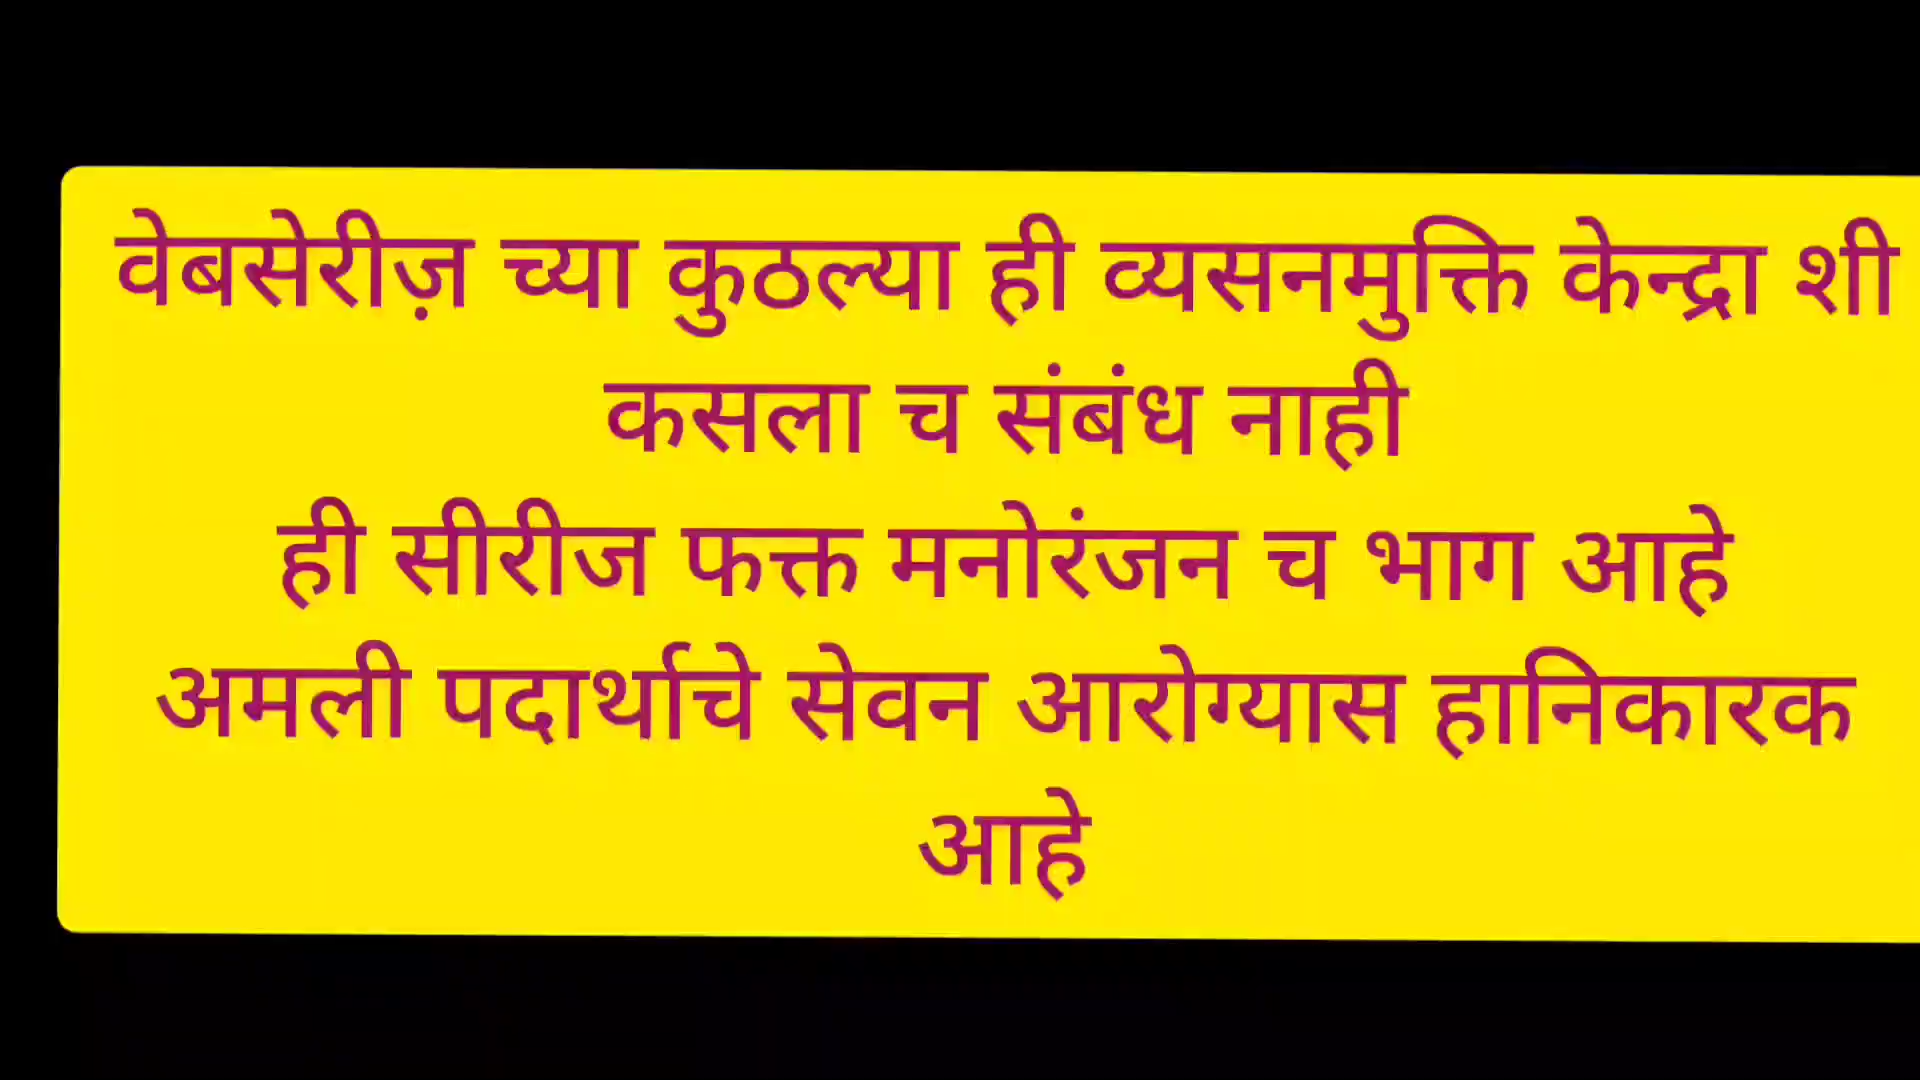 वेबसेरीज़ च्या कुठल्या ही व्यसनमुक्ति केन्द्रा शी
कसला च संबंध नाही
ही सीरीज फक्त मनोरंजन च भाग आहे
अमली पदार्थाचे सेवन आरोग्यास हानिकारक
आहे